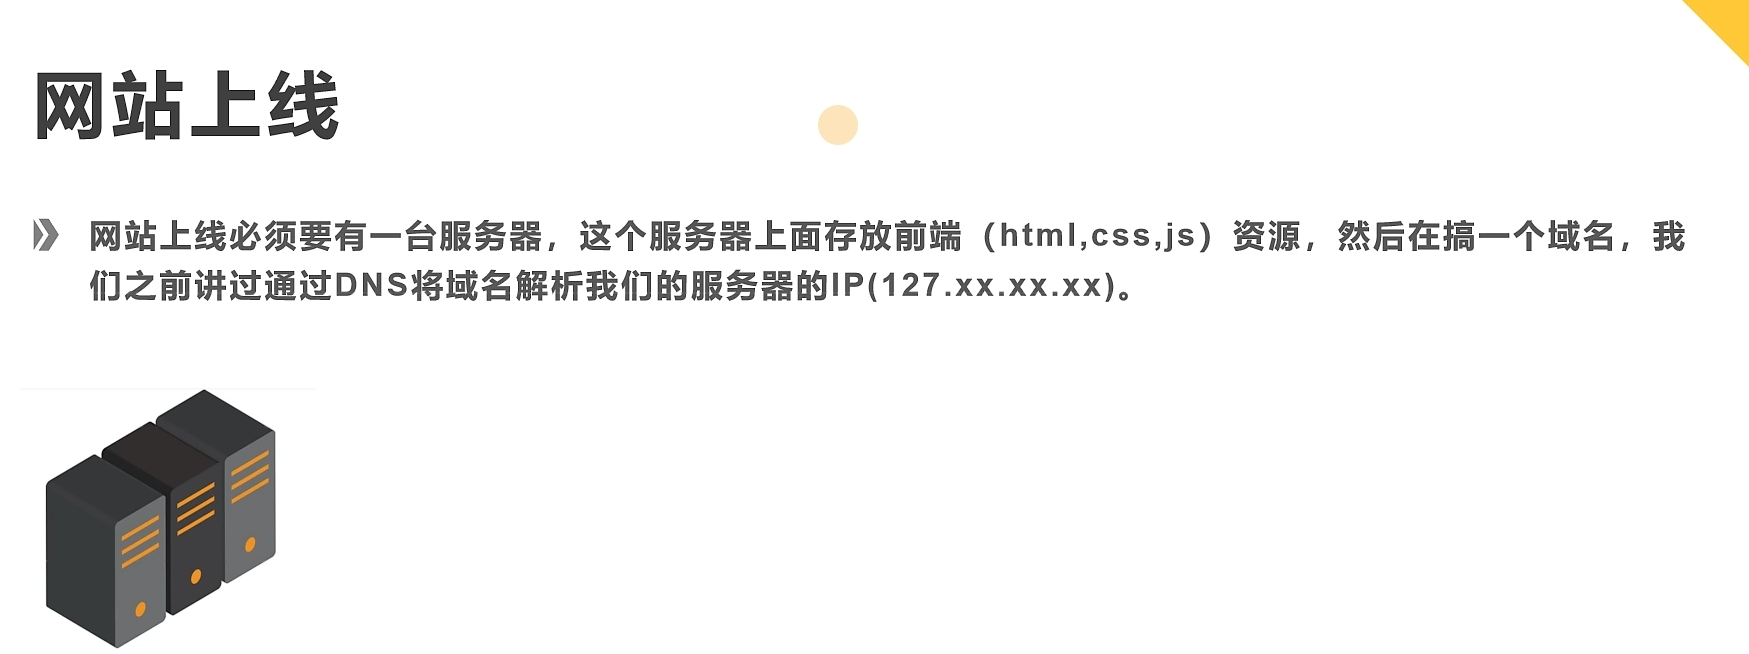 网站上线
网站上线必须要有一台服务器，这个服务器上面存放前端（html,css,js）资源，然后在搞一个域名，我
们之前讲过通过DNS将域名解析我们的服务器的IP(127.xx.xx.xx)。